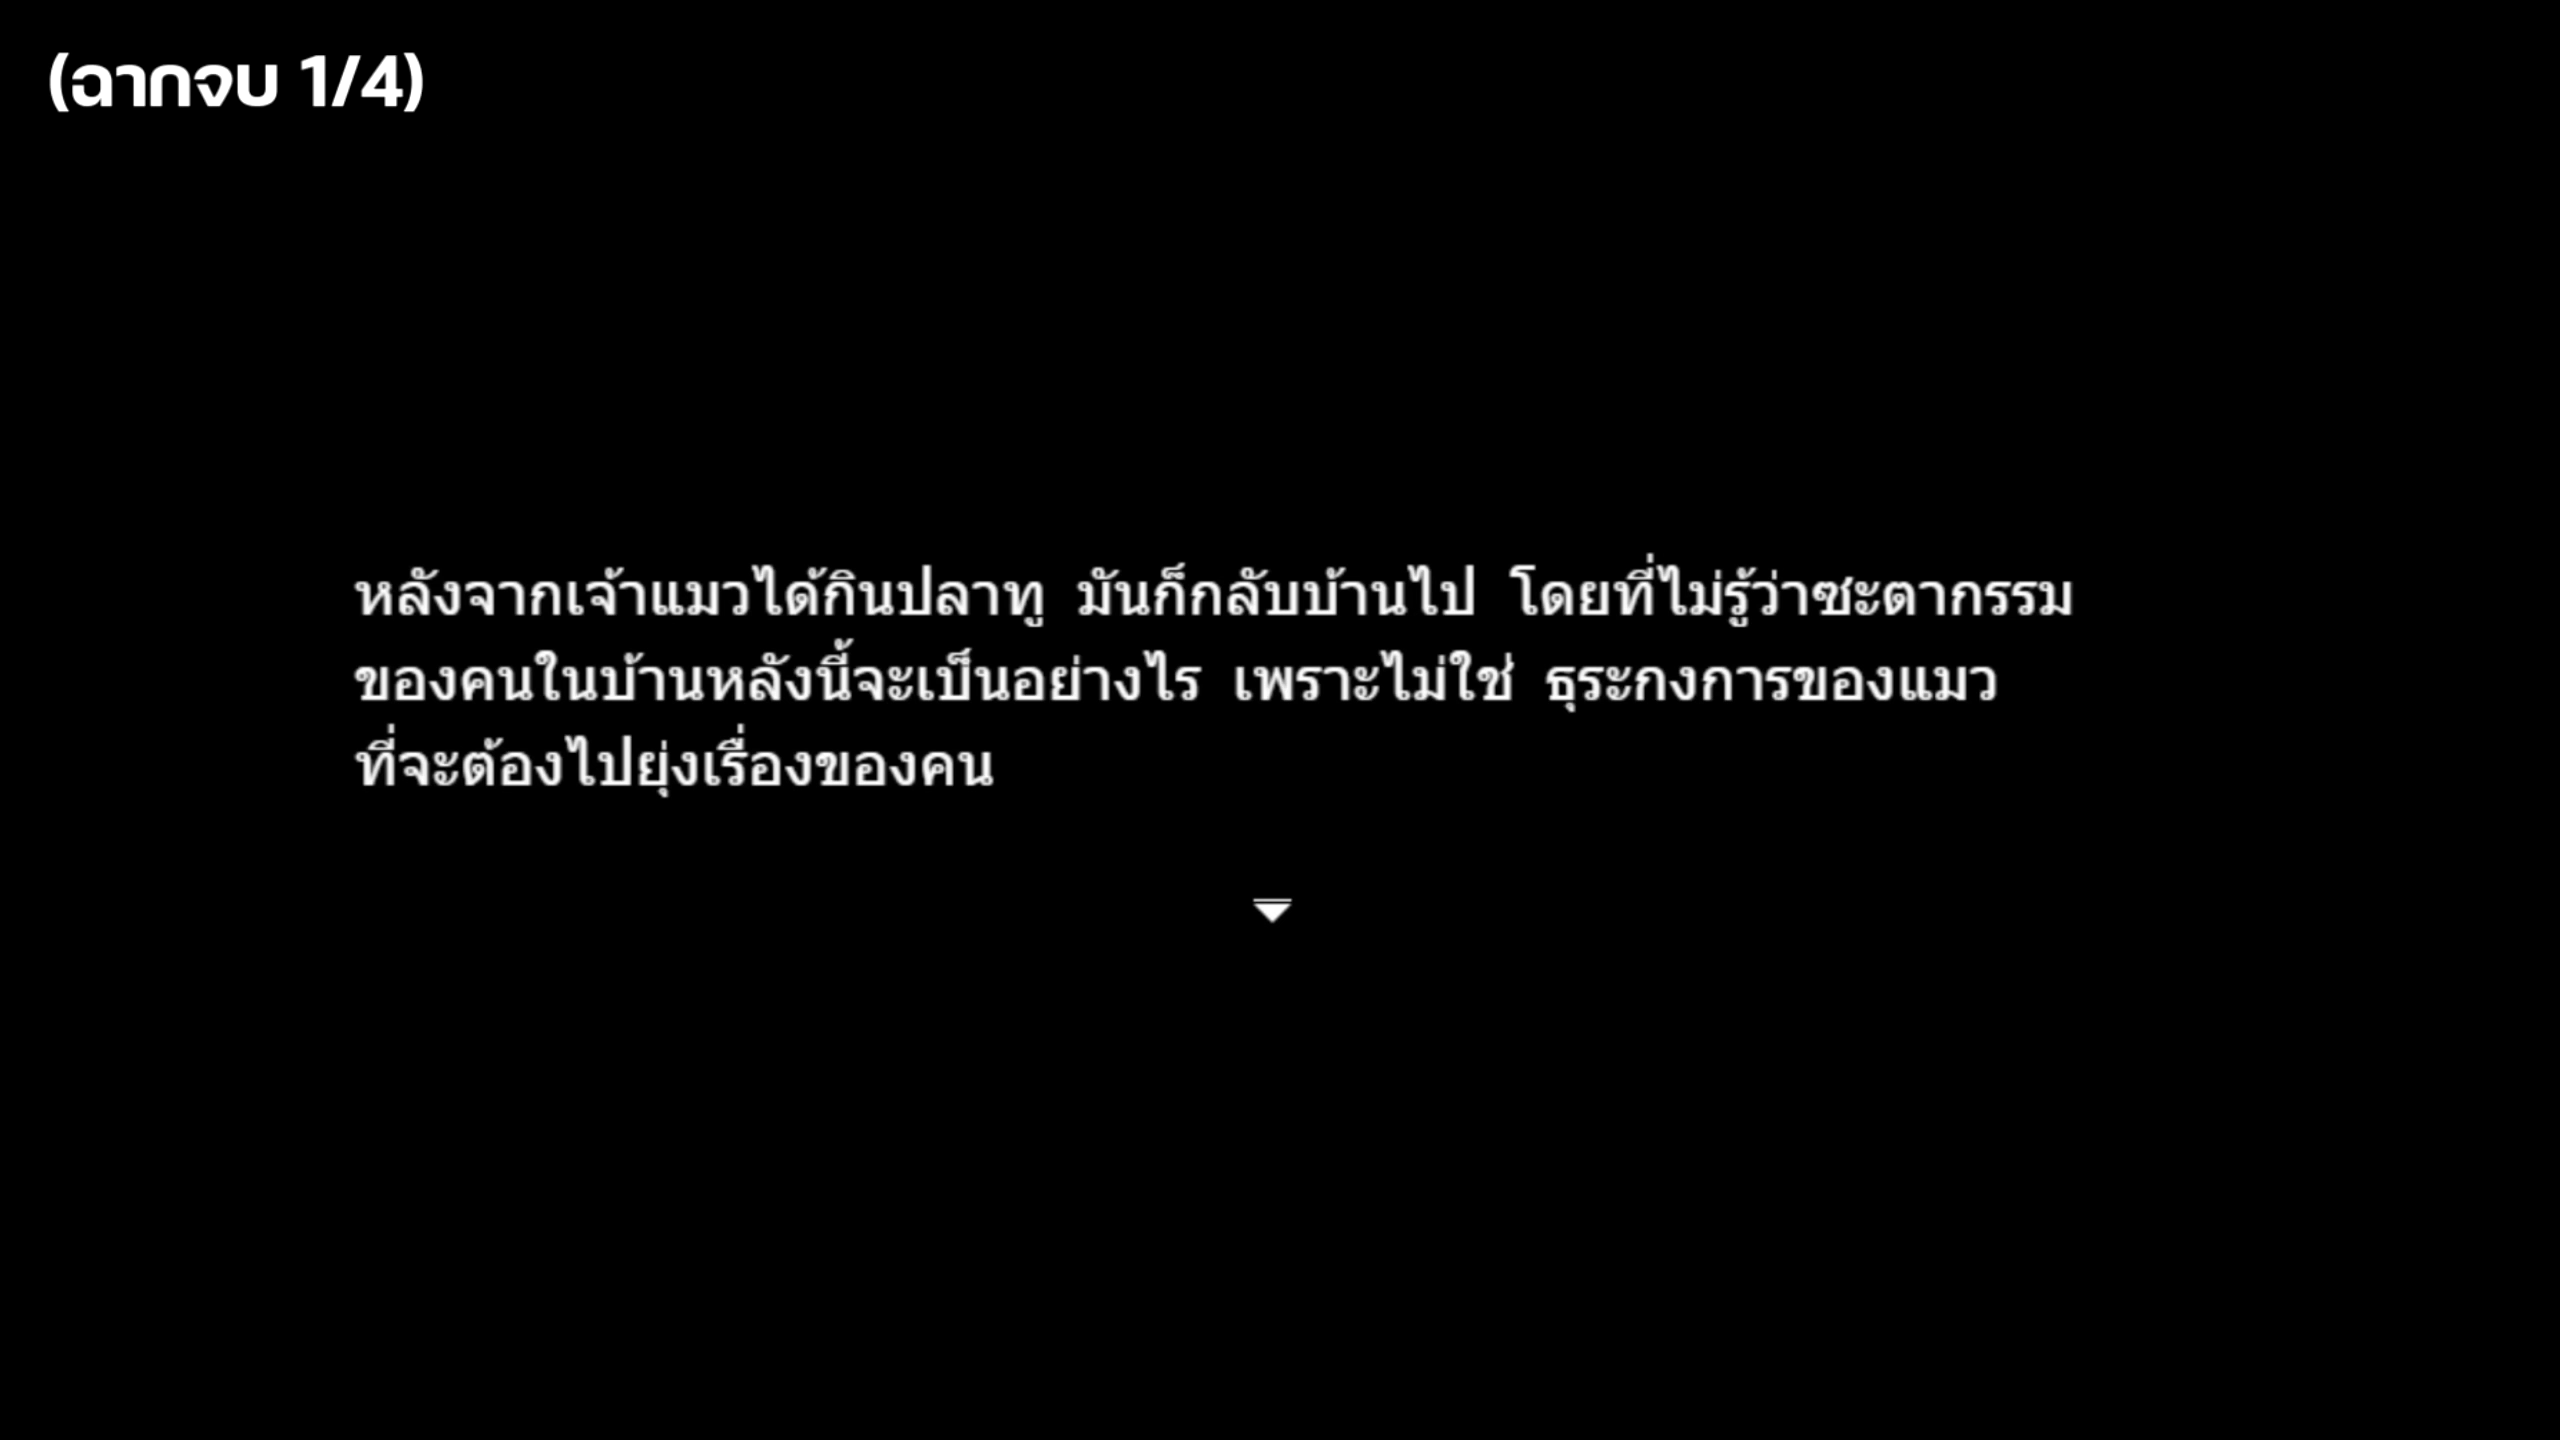 (ฉากจบ 1/4)
หลังจากเจ้าแมวได้กินปลาทู มันก็กลับบ้านไป โดยที่ไม่รู้ว่าชะตากรรม
ของคนในบ้านหลังนี้จะเป็นอย่างไร เพราะไม่ใช่ ธุระกงการของแมว
ที่จะต้องไปยุ่งเรื่องของคน